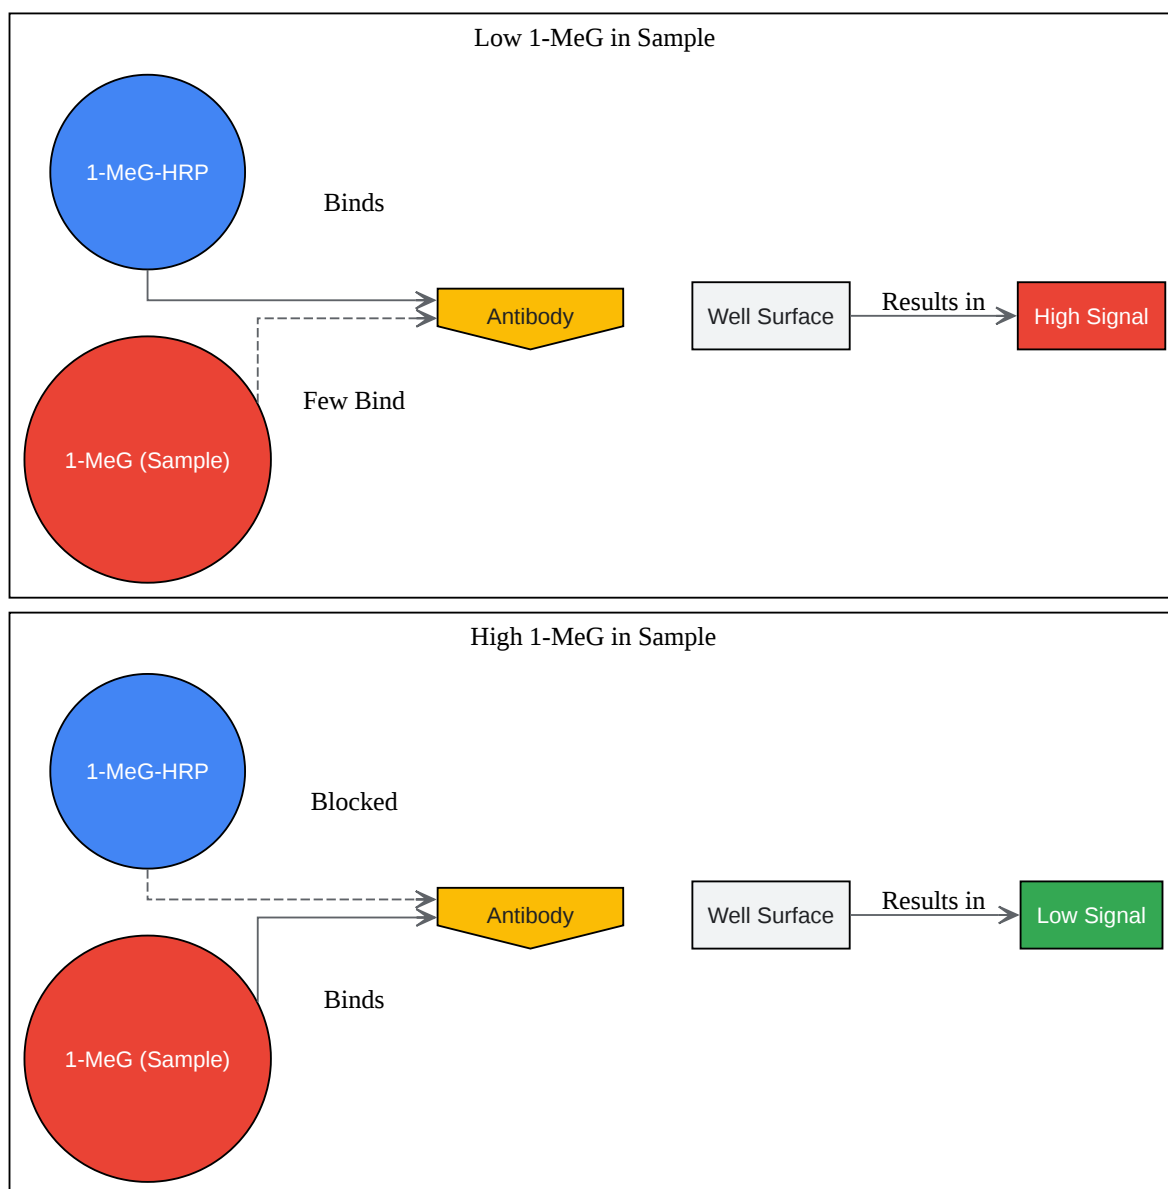 Low 1-MeG in Sample
1-MeG-HRP
Binds
Antibody
Well Surface
Results in
High Signal
Few Bind
1-MeG (Sample)
High 1-MeG in Sample
1-MeG-HRP
Blocked
Antibody
Well Surface
Results in
Low Signal
Binds
1-MeG (Sample)